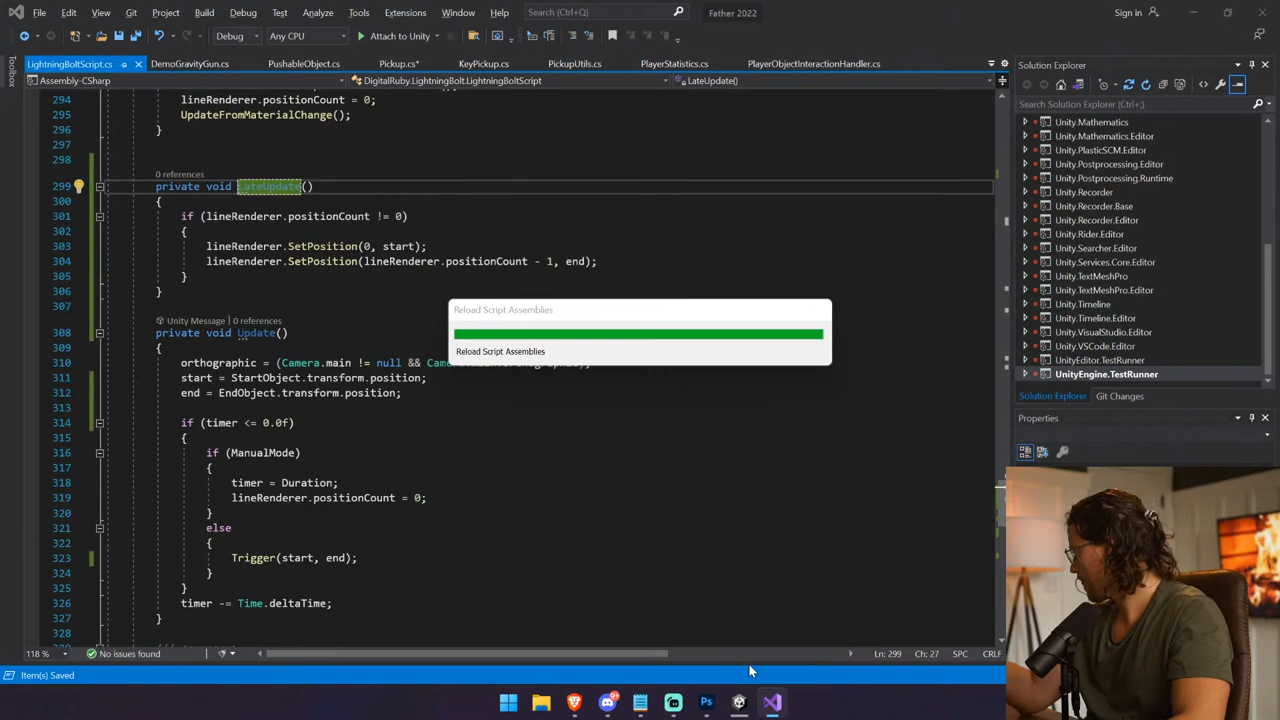 File Edit View Git Project Build Debug Test Analyze Tools Extensions Window Help Search (Ctrl+Q) Father 2022 Sign in
Debug Any CPU Attach to Unity
Toolbox
LightningBoltScript.cs DemoGravityGun.cs PushableObject.cs Pickup.cs* KeyPickup.cs PickupUtils.cs PlayerStatistics.cs PlayerObjectInteractionHandler.cs
Assembly-CSharp DigitalRuby.LightningBolt.LightningBoltScript LateUpdate()
294 lineRenderer.positionCount = 0;
295 UpdateFromMaterialChange();
296 }
297
298
0 references
299 private void LateUpdate()
300 {
301 if (lineRenderer.positionCount != 0)
302 {
303 lineRenderer.SetPosition(0, start);
304 lineRenderer.SetPosition(lineRenderer.positionCount - 1, end);
305 }
306 }
307
Unity Message | 0 references
308 private void Update()
309 {
310 orthographic = (Camera.main != null &&
311 start = StartObject.transform.position;
312 end = EndObject.transform.position;
313
314 if (timer <= 0.0f)
315 {
316 if (ManualMode)
317 {
318 timer = Duration;
319 lineRenderer.positionCount = 0;
320 }
321 else
322 {
323 Trigger(start, end);
324 }
325 }
326 timer -= Time.deltaTime;
327 }
328
118 % No issues found Ln: 299 Ch: 27 SPC CRLF
Item(s) Saved
Reload Script Assemblies
Reload Script Assemblies
Solution Explorer
Search Solution Explorer (Ctrl+;)
Unity.Mathematics
Unity.Mathematics.Editor
Unity.PlasticSCM.Editor
Unity.Postprocessing.Editor
Unity.Postprocessing.Runtime
Unity.Recorder
Unity.Recorder.Base
Unity.Recorder.Editor
Unity.Rider.Editor
Unity.Searcher.Editor
Unity.Services.Core.Editor
Unity.TextMeshPro
Unity.TextMeshPro.Editor
Unity.Timeline
Unity.Timeline.Editor
Unity.VisualStudio.Editor
Unity.VSCode.Editor
UnityEditor.TestRunner
UnityEngine.TestRunner
Solution Explorer Git Changes
Properties